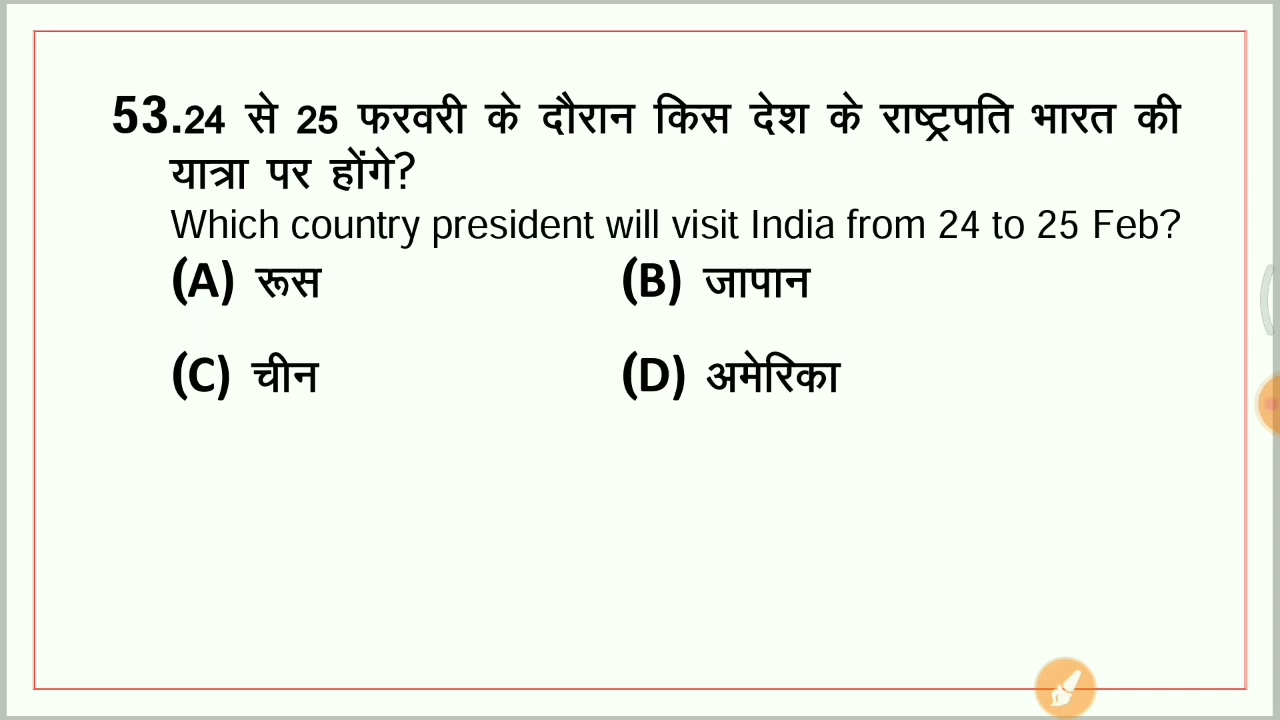 53.24 से 25 फरवरी के दौरान किस देश के राष्ट्रपति भारत की
यात्रा पर होंगे?
Which country president will visit India from 24 to 25 Feb?
(A) रूस (B) जापान
(C) चीन (D) अमेरिका